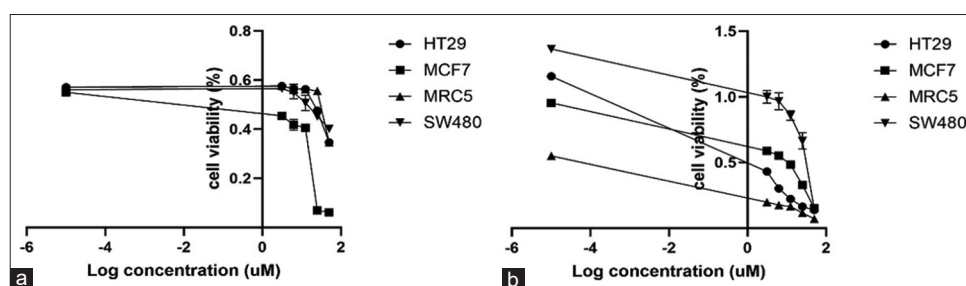 0.8
0.6
0.4
0.2
cell viability (%)
-6
-4
-2
0
2
Log concentration (uM)
HT29
MCF7
MRC5
SW480
a
1.5
1.0
0.5
cell viability (%)
-6
-4
-2
0
2
Log concentration (uM)
HT29
MCF7
MRC5
SW480
b